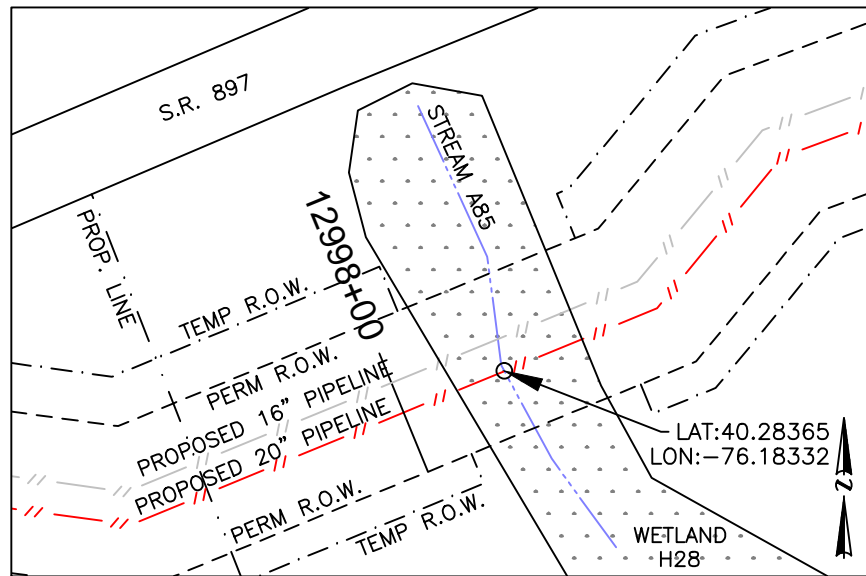 S.R. 897
STREAM A85
PROP. LINE
12998+00
TEMP R.O.W.
PERM R.O.W.
PROPOSED 16" PIPELINE
PROPOSED 20" PIPELINE
PERM R.O.W.
TEMP R.O.W.
LAT:40.28365
LON:-76.18332
WETLAND
H28
N